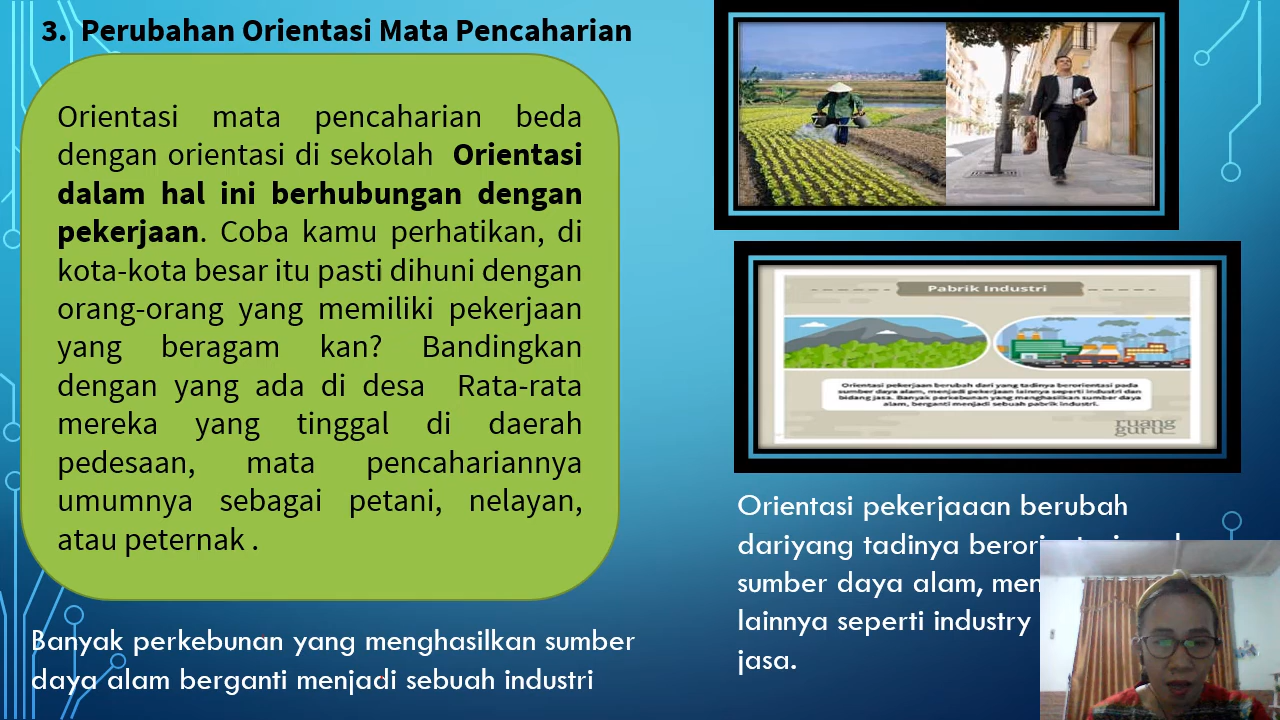 3. Perubahan Orientasi Mata Pencaharian
Orientasi mata pencaharian beda
dengan orientasi di sekolah Orientasi
dalam hal ini berhubungan dengan
pekerjaan. Coba kamu perhatikan, di
kota-kota besar itu pasti dihuni dengan
orang-orang yang memiliki pekerjaan
yang beragam kan? Bandingkan
dengan yang ada di desa Rata-rata
mereka yang tinggal di daerah
pedesaan, mata pencahariannya
umumnya sebagai petani, nelayan,
atau peternak .
Banyak perkebunan yang menghasilkan sumber
daya alam berganti menjadi sebuah industri
Pabrik Industri
Orientasi pekerjaan berubah dari yang tadinya berorientasi pada
sumber daya alam, menjadi pekerjaan lainnya seperti industri dan
bidang jasa. Banyak perkebunan yang menghasilkan sumber daya
alam, berganti menjadi sebuah pabrik industri.
ruang
guru
Orientasi pekerjaaan berubah
dariyang tadinya
sumber daya alam,
lainnya seperti industry
jasa.